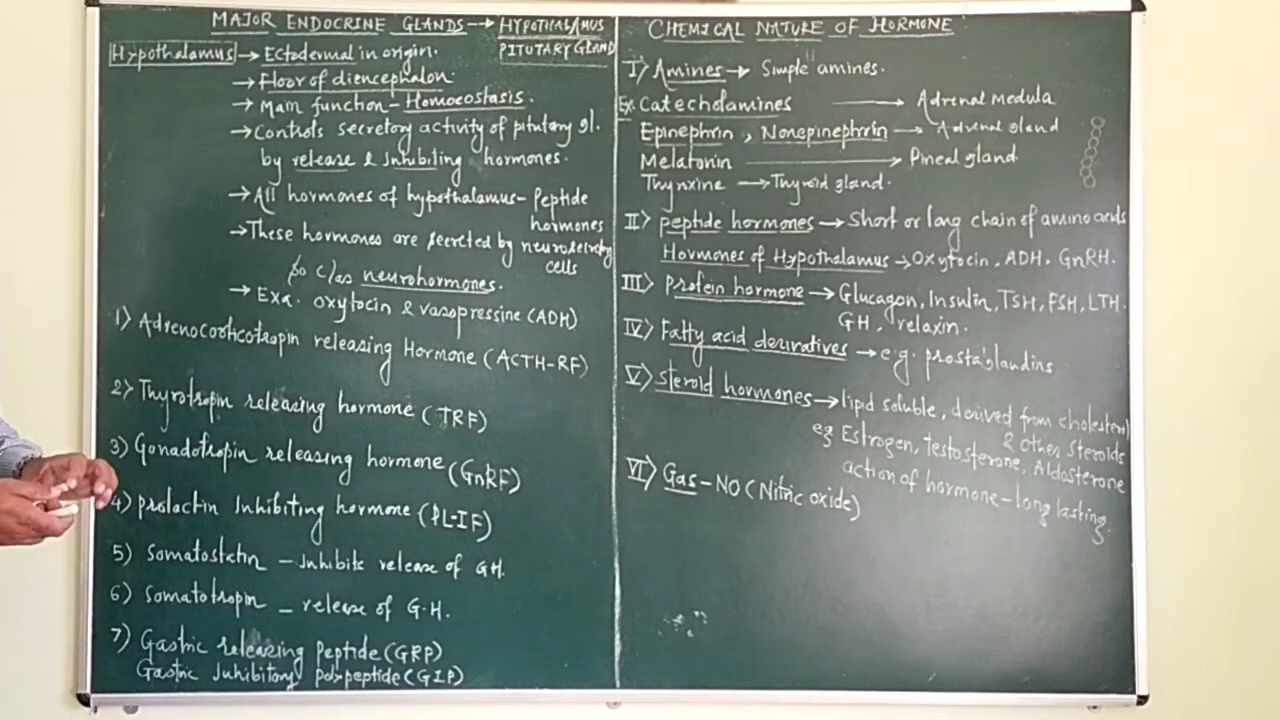 MAJOR ENDOCRINE GLANDS → HYPOTHALAMUS
PITUTARY GLAND
Hypothalamus → Ectodermal in origin.
→ Floor of diencephalon.
→ Main function - Homoeostasis.
→ Controls secretory activity of pitutary gl.
by release & Inhibiting hormones.
→ All hormones of hypothalamus - Peptide
hormones
→ These hormones are secreted by neurosecretory
cells
So c/as neurohormones.
→ Exa. oxytocin & vasopressine (ADH)
1) Adrenocorticotropin releasing Hormone (ACTH-RF)
2) Thyrotropin releasing hormone (TRF)
3) Gonadotropin releasing hormone (GnRF)
4) prolactin Inhibiting hormone (PL-IF)
5) Somatostatin - Inhibits release of GH.
6) Somatotropin - release of G.H.
7) Gastric releasing Peptide (GRP)
Gastric Inhibitory polypeptide (GIP)
CHEMICAL NATURE OF HORMONE
I) Amines → Simple amines.
Ex. Catecholamines → Adrenal medula
Epinephrin, Nonepinephrin → Adrenal gland
Melatonin → Pineal gland.
Thynxine → Thyroid gland.
II) peptide hormones → Short or long chain of amino acids
Hormones of Hypothalamus → Oxytocin, ADH. GnRH.
III) Protein hormone → Glucagon, Insulin, TSH, FSH, LTH.
GH, relaxin.
IV) Fatty acid derivatives → e.g. prostaglandins
V) Steroid hormones → lipid soluble, derived from cholesterol
& other Steroids
eg Estrogen, testosterone, Aldosterone
action of hormone - long lasting.
VI) Gas - NO (Nitric oxide)